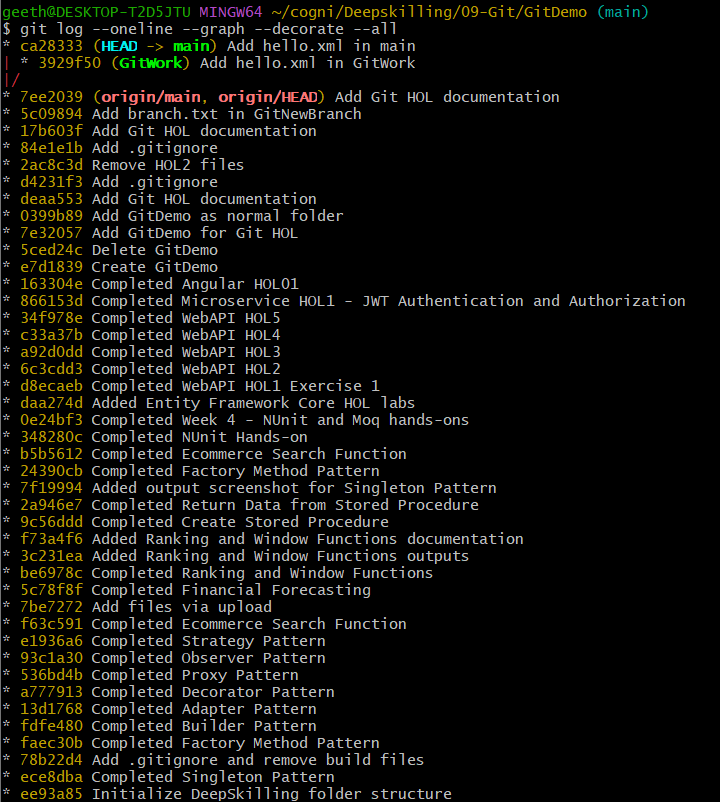 geeth@DESKTOP-T2D5JTU MINGW64 ~/cogni/Deepskilling/09-Git/GitDemo (main)
$ git log --oneline --graph --decorate --all
* ca28333 (HEAD -> main) Add hello.xml in main
| * 3929f50 (GitWork) Add hello.xml in GitWork
|/
* 7ee2039 (origin/main, origin/HEAD) Add Git HOL documentation
* 5c09894 Add branch.txt in GitNewBranch
* 17b603f Add Git HOL documentation
* 84e1e1b Add .gitignore
* 2ac8c3d Remove HOL2 files
* d4231f3 Add .gitignore
* deaa553 Add Git HOL documentation
* 0399b89 Add GitDemo as normal folder
* 7e32057 Add GitDemo for Git HOL
* 5ced24c Delete GitDemo
* e7d1839 Create GitDemo
* 163304e Completed Angular HOL01
* 866153d Completed Microservice HOL1 - JWT Authentication and Authorization
* 34f978e Completed WebAPI HOL5
* c33a37b Completed WebAPI HOL4
* a92d0dd Completed WebAPI HOL3
* 6c3cdd3 Completed WebAPI HOL2
* d8ecaeb Completed WebAPI HOL1 Exercise 1
* daa274d Added Entity Framework Core HOL labs
* 0e24bf3 Completed Week 4 - NUnit and Moq hands-ons
* 348280c Completed NUnit Hands-on
* b5b5612 Completed Ecommerce Search Function
* 24390cb Completed Factory Method Pattern
* 7f19994 Added output screenshot for Singleton Pattern
* 2a946e7 Completed Return Data from Stored Procedure
* 9c56ddd Completed Create Stored Procedure
* f73a4f6 Added Ranking and Window Functions documentation
* 3c231ea Added Ranking and Window Functions outputs
* be6978c Completed Ranking and Window Functions
* 5c78f8f Completed Financial Forecasting
* 7be7272 Add files via upload
* f63c591 Completed Ecommerce Search Function
* e1936a6 Completed Strategy Pattern
* 93c1a30 Completed Observer Pattern
* 536bd4b Completed Proxy Pattern
* a777913 Completed Decorator Pattern
* 13d1768 Completed Adapter Pattern
* fdfe480 Completed Builder Pattern
* faec30b Completed Factory Method Pattern
* 78b22d4 Add .gitignore and remove build files
* ece8dba Completed Singleton Pattern
* ee93a85 Initialize DeepSkilling folder structure